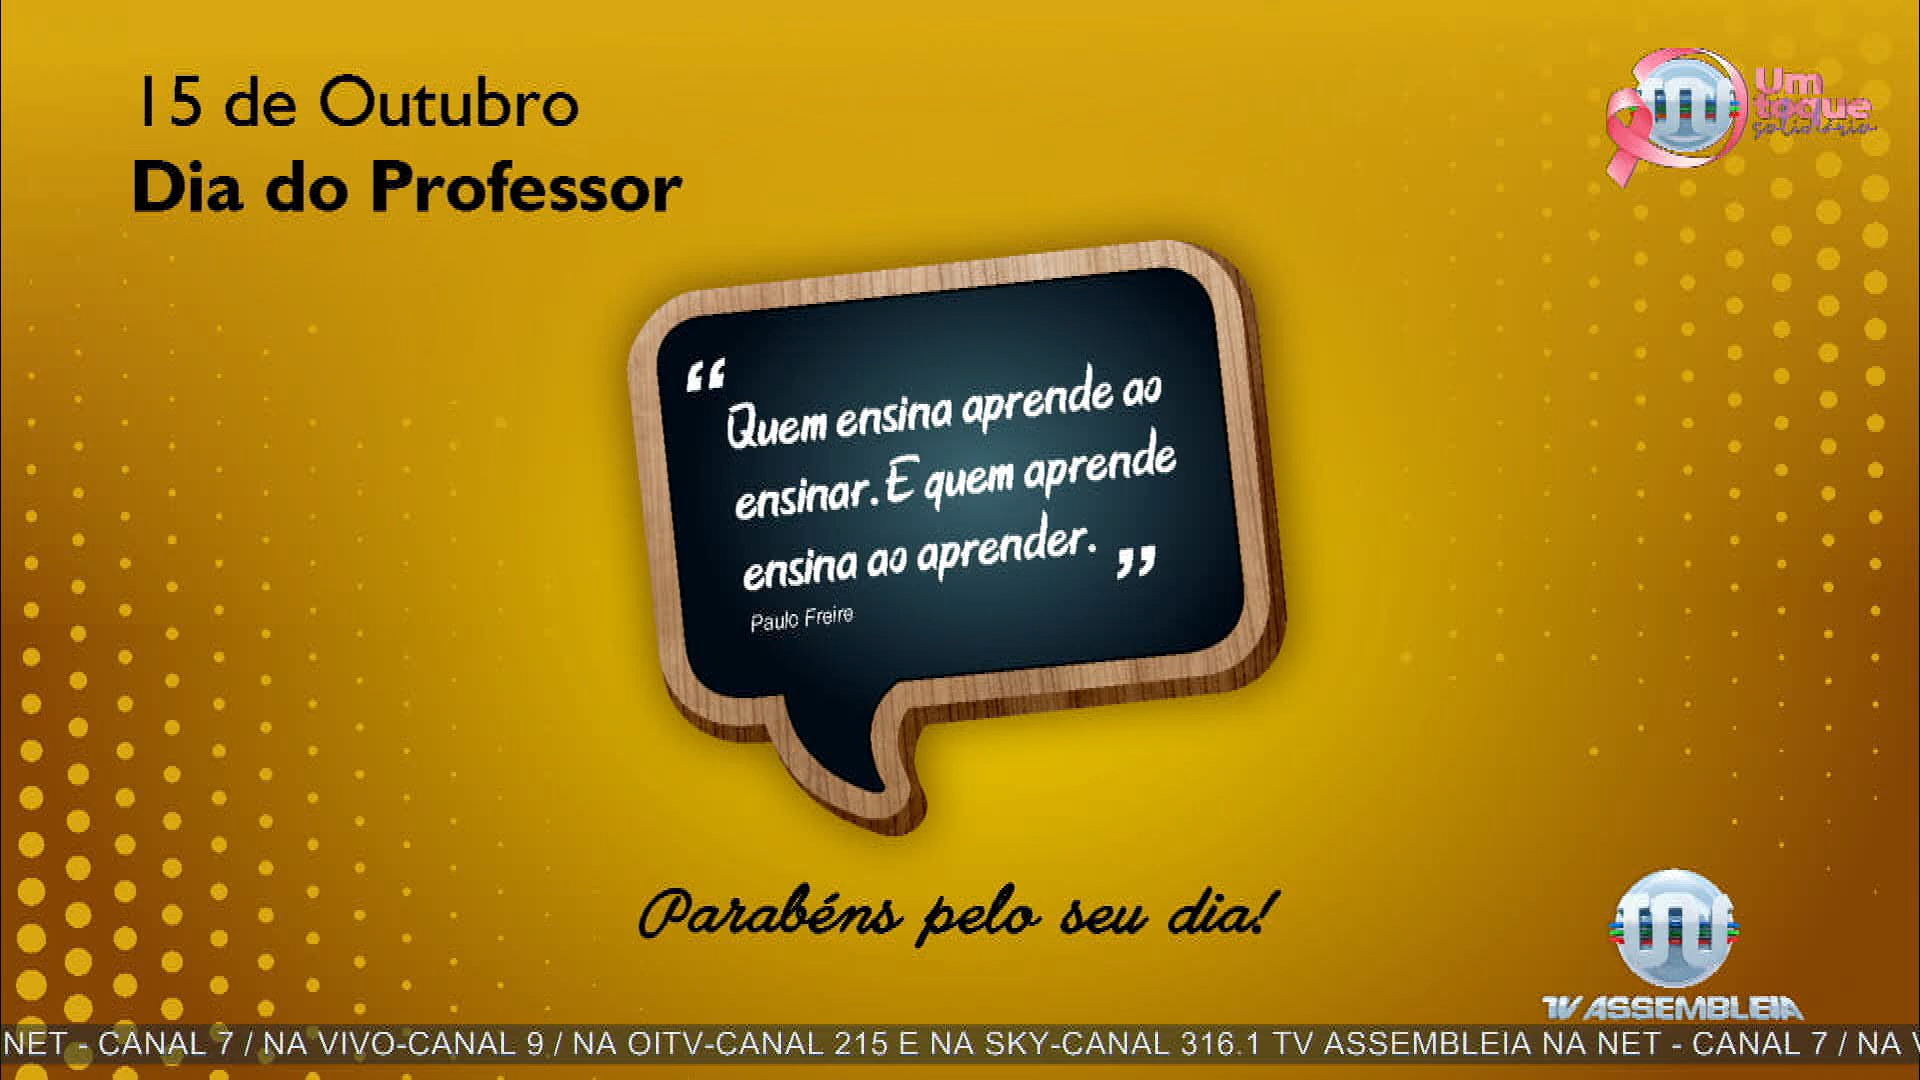 15 de Outubro
Dia do Professor
Um
toque
solidário
“
Quem ensina aprende ao
ensinar. E quem aprende
ensina ao aprender. ”
Paulo Freire
Parabéns pelo seu dia!
TV ASSEMBLEIA
NET - CANAL 7 / NA VIVO-CANAL 9 / NA OITV-CANAL 215 E NA SKY-CANAL 316.1 TV ASSEMBLEIA NA NET - CANAL 7 / NA V